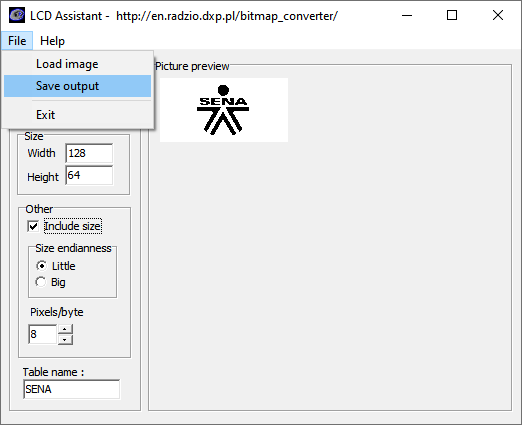 LCD Assistant - http://en.radzio.dxp.pl/bitmap_converter/
File Help
Load image
Save output
Exit
Picture preview
SENA
Size
Width 128
Height 64
Other
Include size
Size endianness
Little
Big
Pixels/byte
8
Table name :
SENA